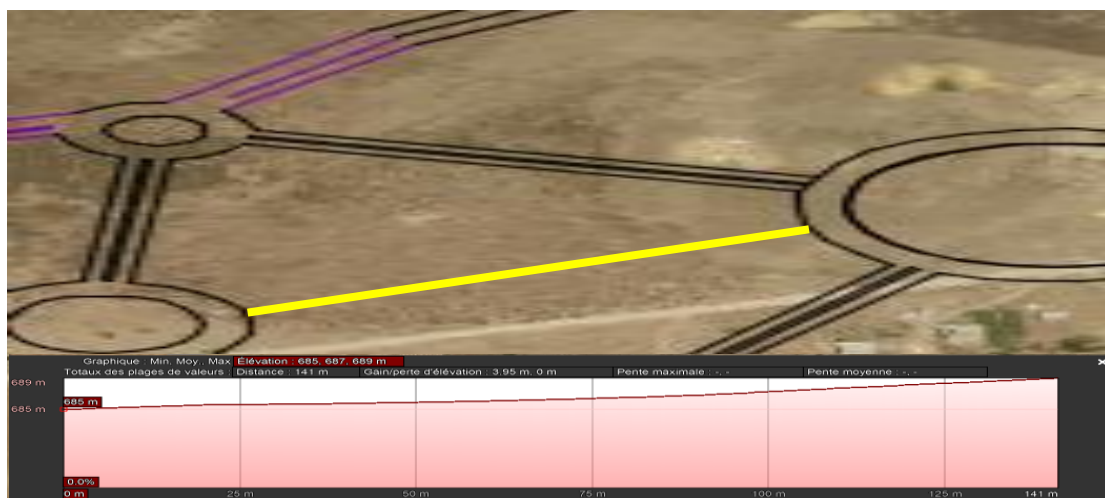 Graphique : Min, Moy., Max Élévation : 685, 687, 689 m
Totaux des plages de valeurs : Distance : 141 m Gain/perte d'élévation : 3.95 m, 0 m Pente maximale : -, - Pente moyenne : -, -
689 m
685 m
685 m
0.0%
0 m 25 m 50 m 75 m 100 m 125 m 141 m